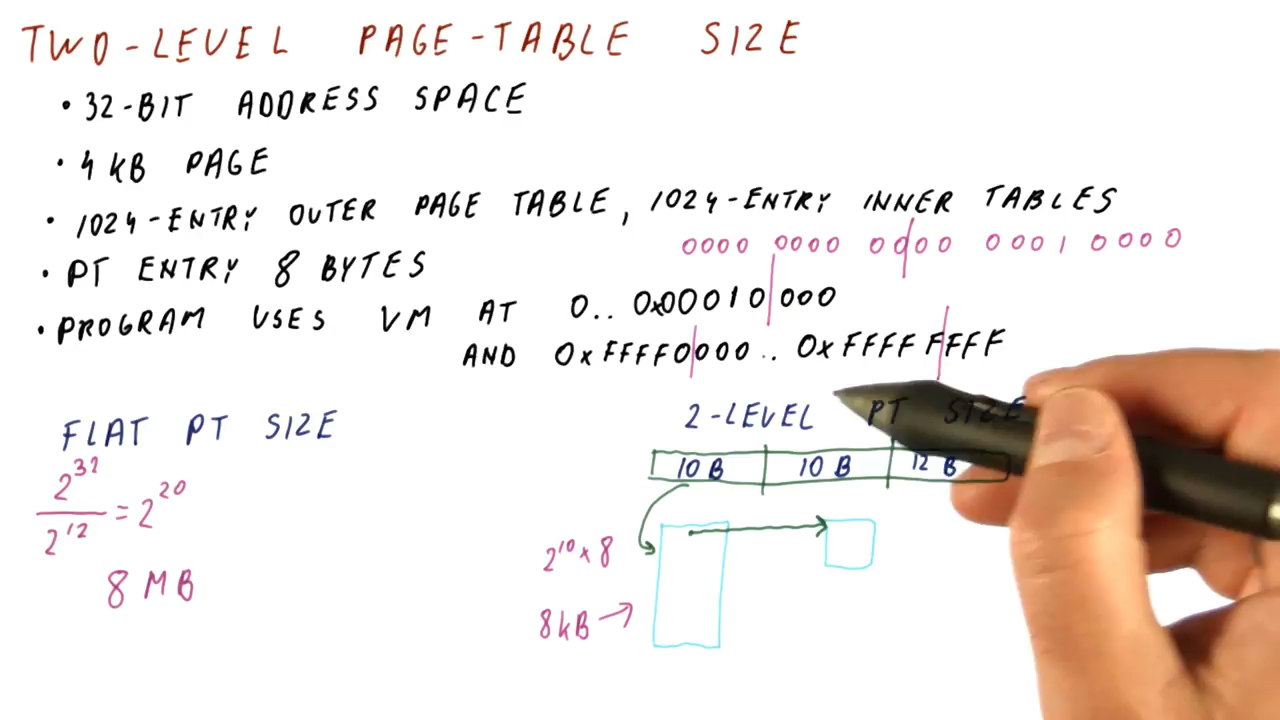 TWO-LEVEL PAGE-TABLE SIZE
• 32-BIT ADDRESS SPACE
• 4 KB PAGE
• 1024-ENTRY OUTER PAGE TABLE, 1024-ENTRY INNER TABLES
0000 0000 0000 0001 0000
• PT ENTRY 8 BYTES
• PROGRAM USES VM AT 0.. 0x00010000
AND 0xFFFF0000.. 0xFFFFFFFF
FLAT PT SIZE
2^32
2^12
= 2^20
8 MB
2-LEVEL PT SIZE
10 B 10 B 12 B
2^10 x 8
8kB →